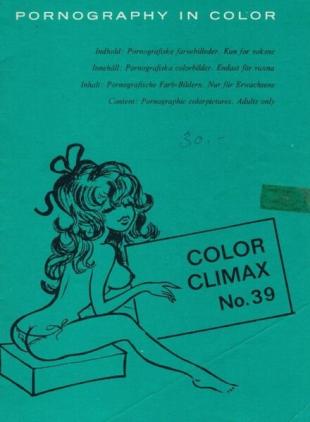 PORNOGRAPHY IN COLOR
Indhold: Pornografiske farvebilleder. Kun for voksne
Innehåll: Pornografiska colorbilder. Endast för vuxna
Inhalt: Pornografische Farb-Bildern. Nur für Erwachsene
Content: Pornographic colorpictures. Adults only
30.-
COLOR
CLIMAX
No. 39